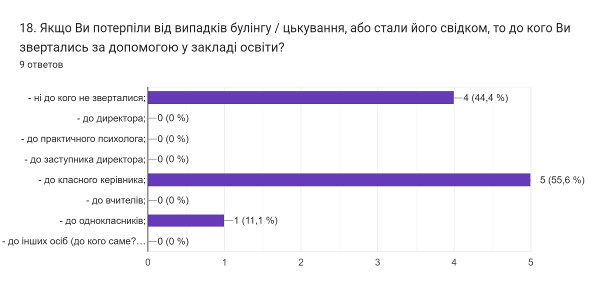 18. Якщо Ви потерпіли від випадків булінгу / цькування, або стали його свідком, то до кого Ви
звертались за допомогою у закладі освіти?
9 ответов
- ні до кого не зверталися; 4 (44,4 %)
- до директора; 0 (0 %)
- до практичного психолога; 0 (0 %)
- до заступника директора; 0 (0 %)
- до класного керівника; 5 (55,6 %)
- до вчителів; 0 (0 %)
- до однокласників; 1 (11,1 %)
- до інших осіб (до кого саме?… 0 (0 %)
0 1 2 3 4 5